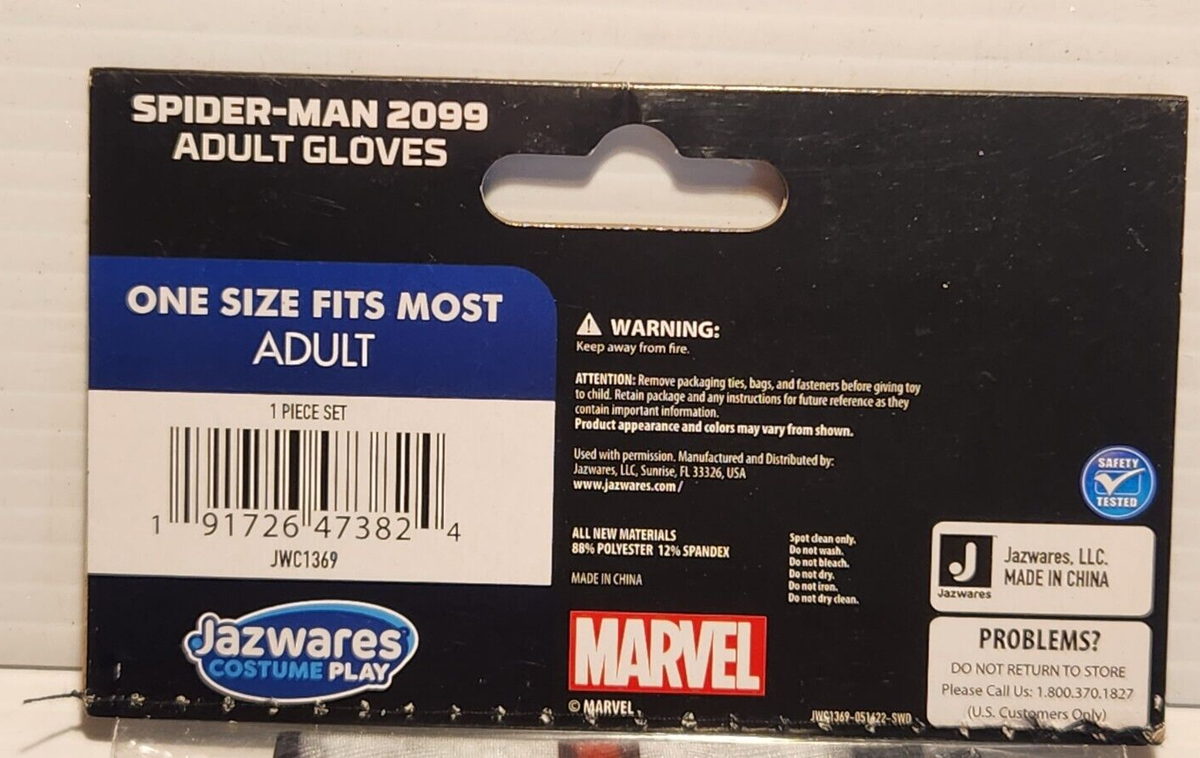 SPIDER-MAN 2099
ADULT GLOVES
ONE SIZE FITS MOST
ADULT
1 PIECE SET
1 91726 47382 4
JWC1369
Jazwares
COSTUME PLAY
WARNING:
Keep away from fire.
ATTENTION: Remove packaging ties, bags, and fasteners before giving toy
to child. Retain package and any instructions for future reference as they
contain important information.
Product appearance and colors may vary from shown.
Used with permission. Manufactured and Distributed by:
Jazwares, LLC, Sunrise, FL 33326, USA
www.jazwares.com/
ALL NEW MATERIALS
88% POLYESTER 12% SPANDEX
MADE IN CHINA
Spot clean only.
Do not wash.
Do not bleach.
Do not dry.
Do not iron.
Do not dry clean.
MARVEL
© MARVEL
JWC1369-051622-SWD
SAFETY
TESTED
J
Jazwares
Jazwares, LLC.
MADE IN CHINA
PROBLEMS?
DO NOT RETURN TO STORE
Please Call Us: 1.800.370.1827
(U.S. Customers Only)